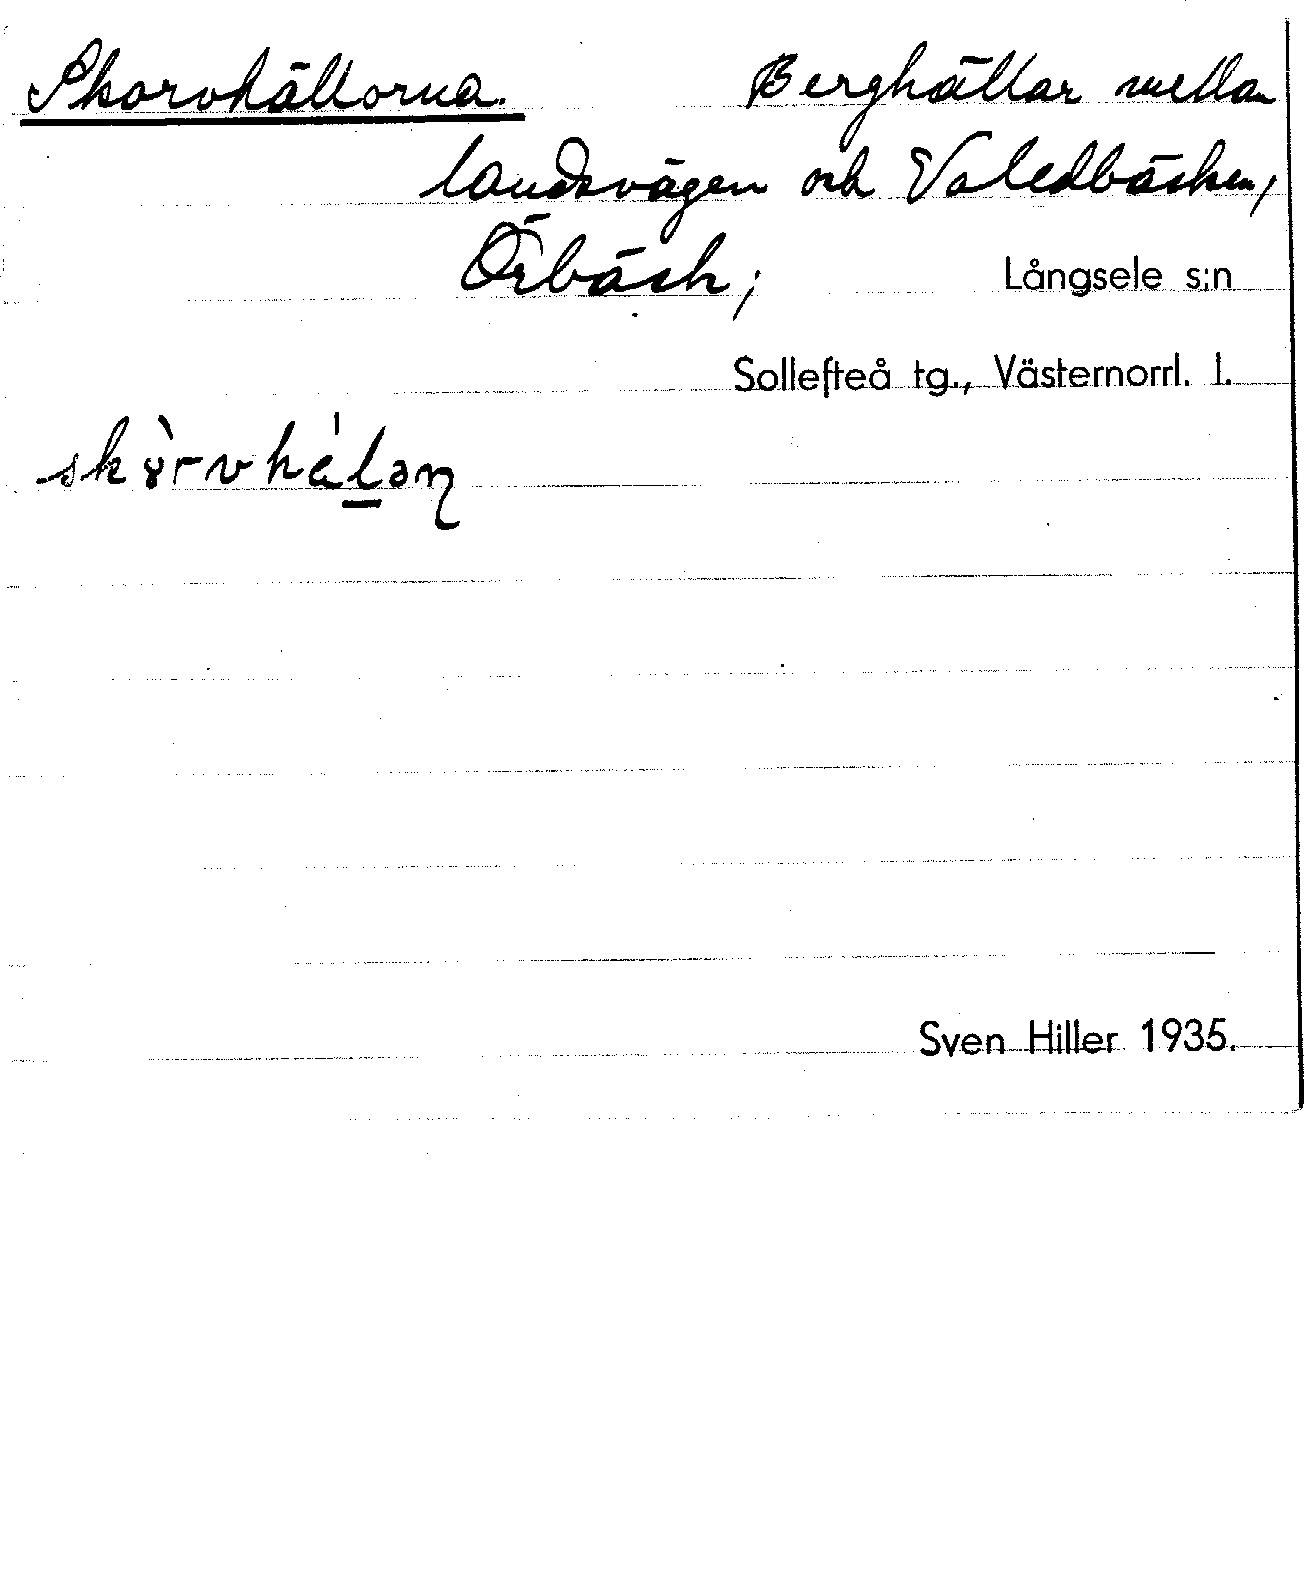 Skorvhällorna. Berghällar mellan
landsvägen och Valedbäcken,
Örbäck; Långsele s:n
Sollefteå tg., Västernorrl. l.
Sven Hiller 1935.